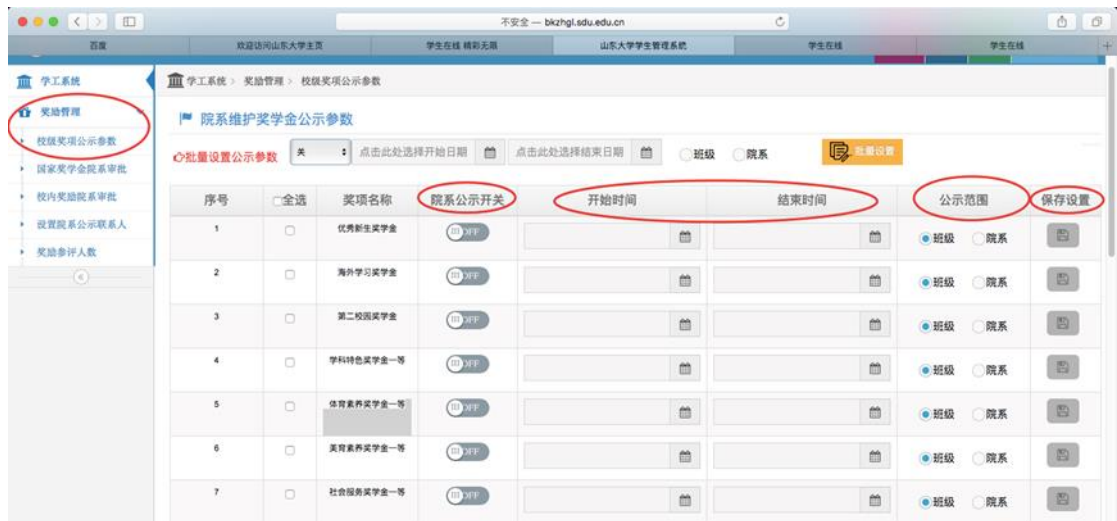 不安全 — bkzhgl.sdu.edu.cn
百度 欢迎访问山东大学主页 学生在线 精彩无限 山东大学学生管理系统 学生在线 学生在线
学工系统
奖励管理
校级奖项公示参数
国家奖学金院系审批
校内奖励院系审批
设置院系公示联系人
奖励参评人数
学工系统 > 奖励管理 > 校级奖项公示参数
院系维护奖学金公示参数
批量设置公示参数 关 点击此处选择开始日期 点击此处选择结束日期 班级 院系 批量设置
序号 全选 奖项名称 院系公示开关 开始时间 结束时间 公示范围 保存设置
1 优秀新生奖学金 OFF 班级 院系
2 海外学习奖学金 OFF 班级 院系
3 第二校园奖学金 OFF 班级 院系
4 学科特色奖学金一等 OFF 班级 院系
5 体育素养奖学金一等 OFF 班级 院系
6 美育素养奖学金一等 OFF 班级 院系
7 社会服务奖学金一等 OFF 班级 院系